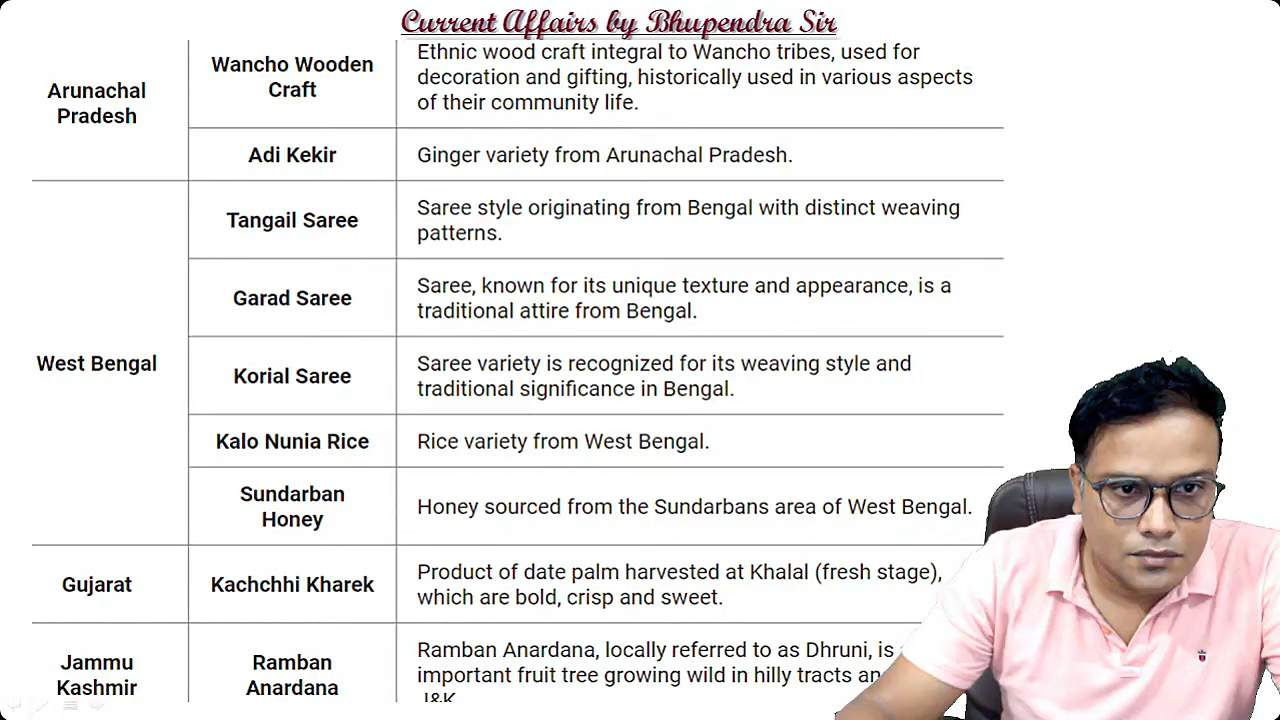 Current Affairs by Bhupendra Sir
Arunachal
Pradesh
Wancho Wooden
Craft
Ethnic wood craft integral to Wancho tribes, used for
decoration and gifting, historically used in various aspects
of their community life.
Adi Kekir
Ginger variety from Arunachal Pradesh.
West Bengal
Tangail Saree
Saree style originating from Bengal with distinct weaving
patterns.
Garad Saree
Saree, known for its unique texture and appearance, is a
traditional attire from Bengal.
Korial Saree
Saree variety is recognized for its weaving style and
traditional significance in Bengal.
Kalo Nunia Rice
Rice variety from West Bengal.
Sundarban
Honey
Honey sourced from the Sundarbans area of West Bengal.
Gujarat
Kachchhi Kharek
Product of date palm harvested at Khalal (fresh stage),
which are bold, crisp and sweet.
Jammu
Kashmir
Ramban
Anardana
Ramban Anardana, locally referred to as Dhruni, is
important fruit tree growing wild in hilly tracts
J&K